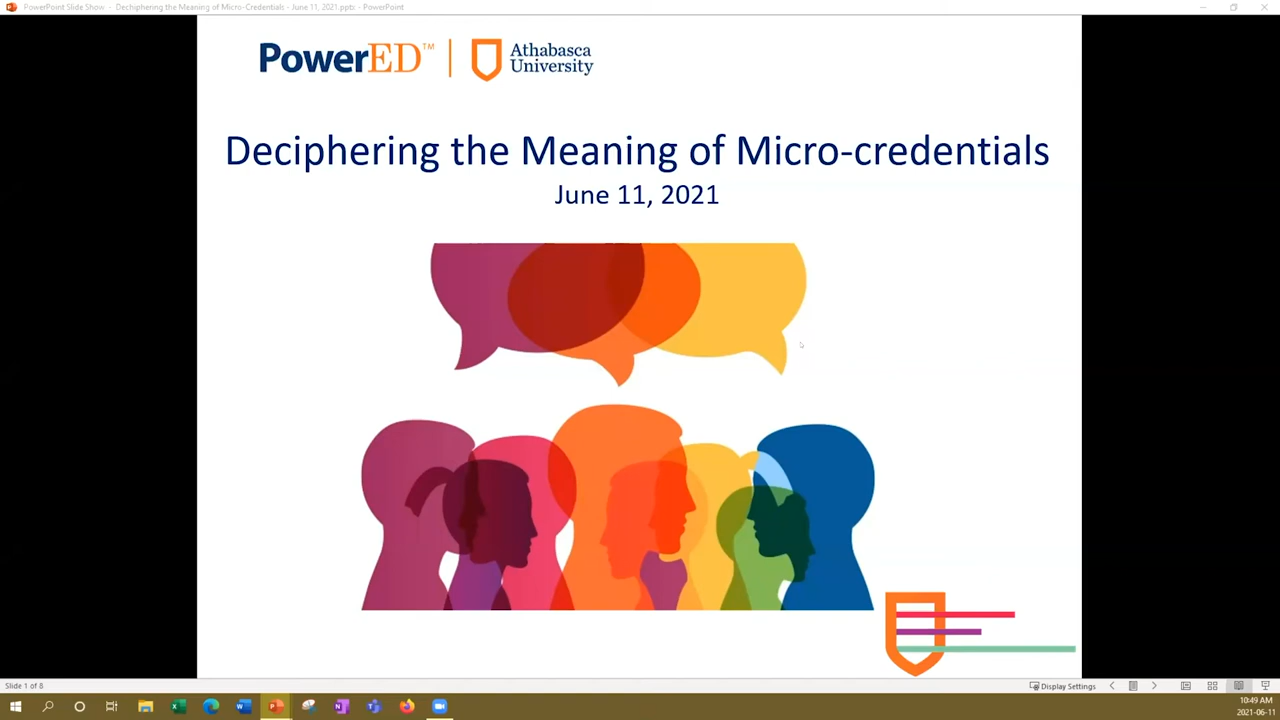 PowerPoint Slide Show - Dechiphering the Meaning of Micro-Credentials - June 11, 2021.pptx - PowerPoint
PowerED™ Athabasca University
Deciphering the Meaning of Micro-credentials
June 11, 2021
Slide 1 of 8
Display Settings
10:49 AM
2021-06-11